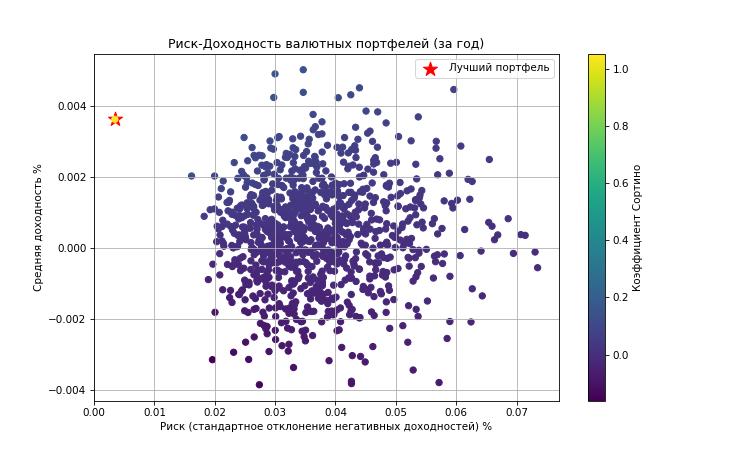 Риск-Доходность валютных портфелей (за год)
Лучший портфель
0.004
0.002
0.000
−0.002
−0.004
Средняя доходность %
0.00 0.01 0.02 0.03 0.04 0.05 0.06 0.07
Риск (стандартное отклонение негативных доходностей) %
1.0
0.8
0.6
0.4
0.2
0.0
Коэффициент Сортино